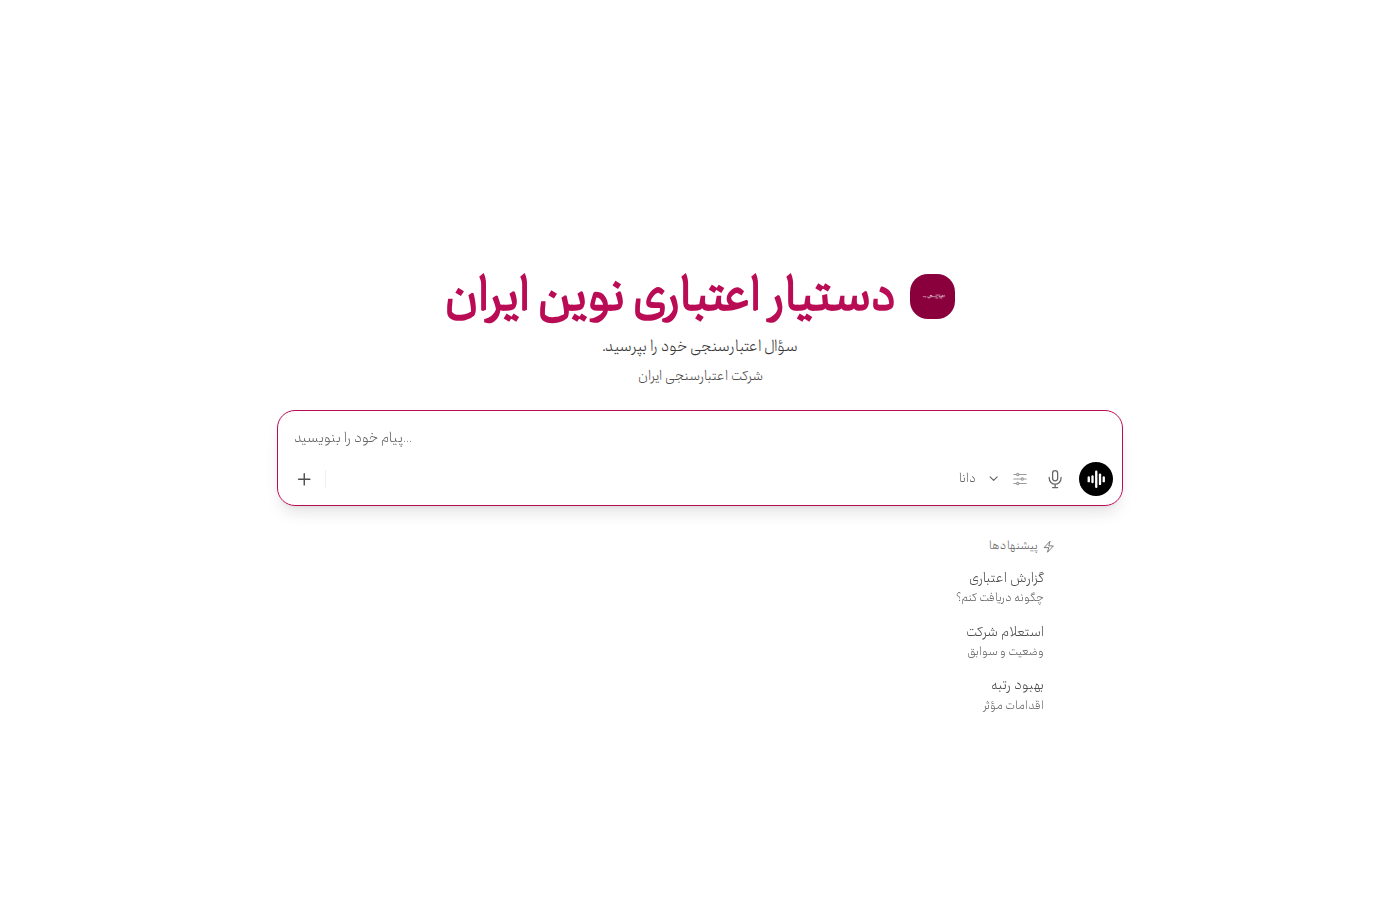 دستیار اعتباری نوین ایران
سؤال اعتبارسنجی خود را بپرسید.
شرکت اعتبارسنجی ایران
پیام خود را بنویسید...
دانا
پیشنهادها
گزارش اعتباری
چگونه دریافت کنم؟
استعلام شرکت
وضعیت و سوابق
بهبود رتبه
اقدامات مؤثر